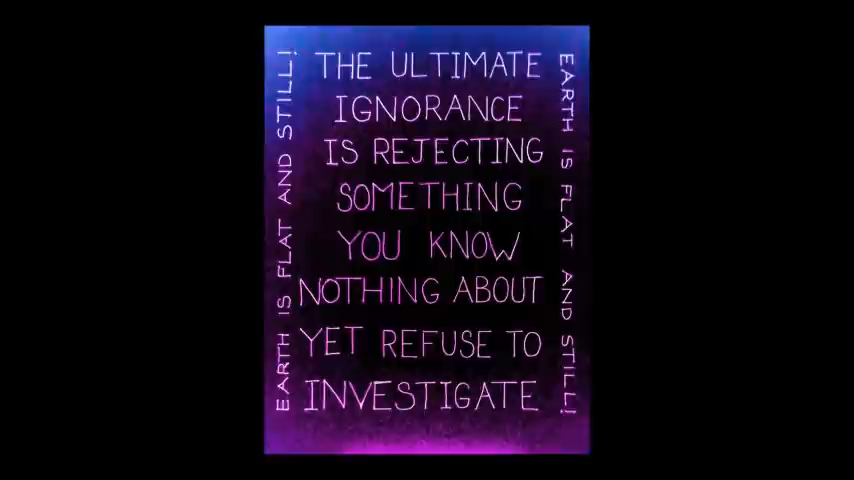 EARTH IS FLAT AND STILL!
THE ULTIMATE
IGNORANCE
IS REJECTING
SOMETHING
YOU KNOW
NOTHING ABOUT
YET REFUSE TO
INVESTIGATE
EARTH IS FLAT AND STILL!